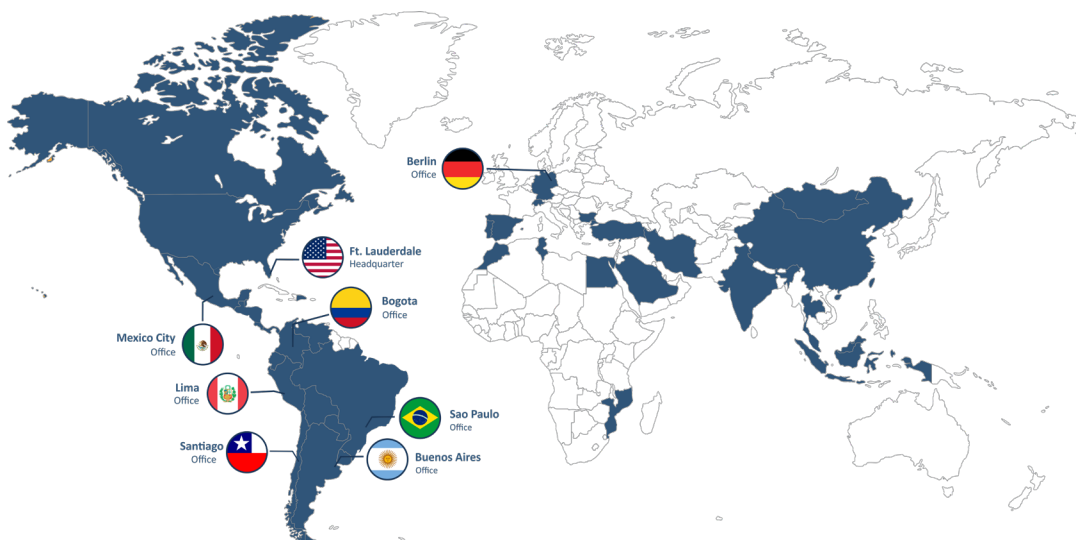 Berlin
Office
Ft. Lauderdale
Headquarter
Bogota
Office
Mexico City
Office
Lima
Office
Sao Paulo
Office
Santiago
Office
Buenos Aires
Office